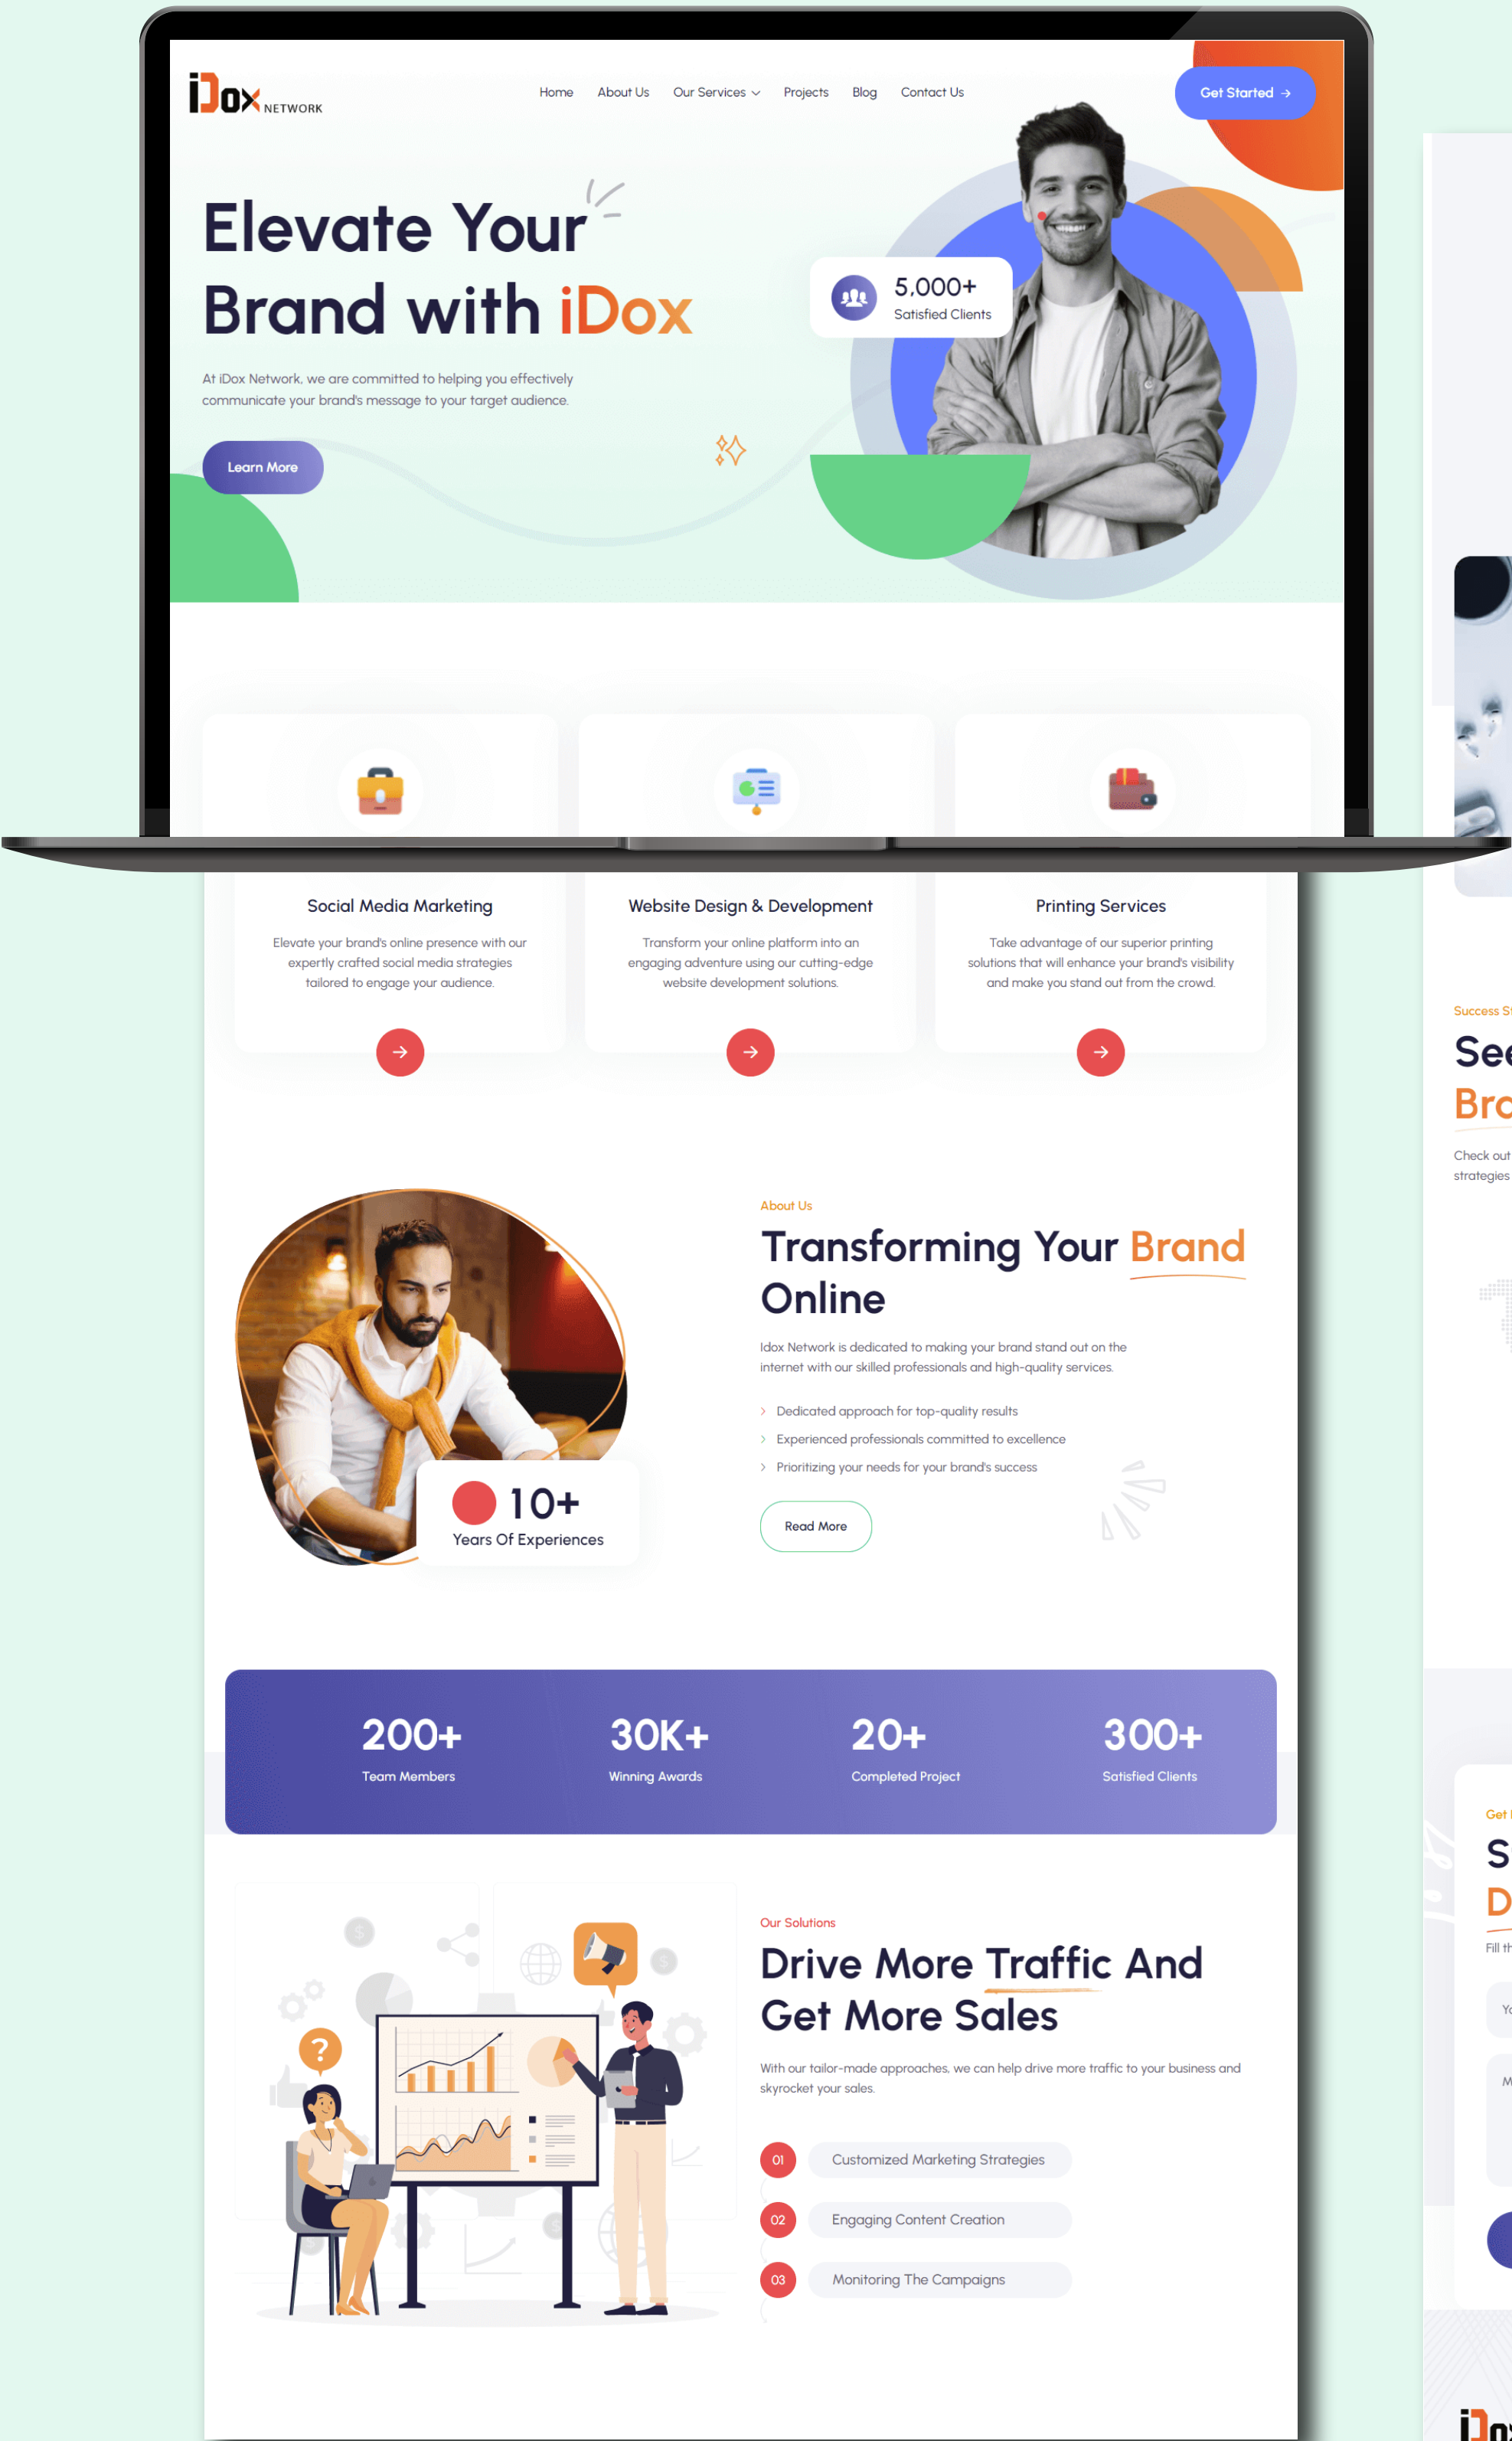 iDox NETWORK
Home About Us Our Services Projects Blog Contact Us
Get Started
Elevate Your
Brand with iDox
5,000+
Satisfied Clients
At iDox Network, we are committed to helping you effectively
communicate your brand's message to your target audience.
Learn More
Social Media Marketing
Elevate your brand's online presence with our
expertly crafted social media strategies
tailored to engage your audience.
Website Design & Development
Transform your online platform into an
engaging adventure using our cutting-edge
website development solutions.
Printing Services
Take advantage of our superior printing
solutions that will enhance your brand's visibility
and make you stand out from the crowd.
About Us
Transforming Your Brand
Online
Idox Network is dedicated to making your brand stand out on the
internet with our skilled professionals and high-quality services.
Dedicated approach for top-quality results
Experienced professionals committed to excellence
Prioritizing your needs for your brand's success
Read More
10+
Years Of Experiences
200+
Team Members
30K+
Winning Awards
20+
Completed Project
300+
Satisfied Clients
Our Solutions
Drive More Traffic And
Get More Sales
With our tailor-made approaches, we can help drive more traffic to your business and
skyrocket your sales.
01 Customized Marketing Strategies
02 Engaging Content Creation
03 Monitoring The Campaigns
?
$
$
Success
Check out
strategies
Get
Fill